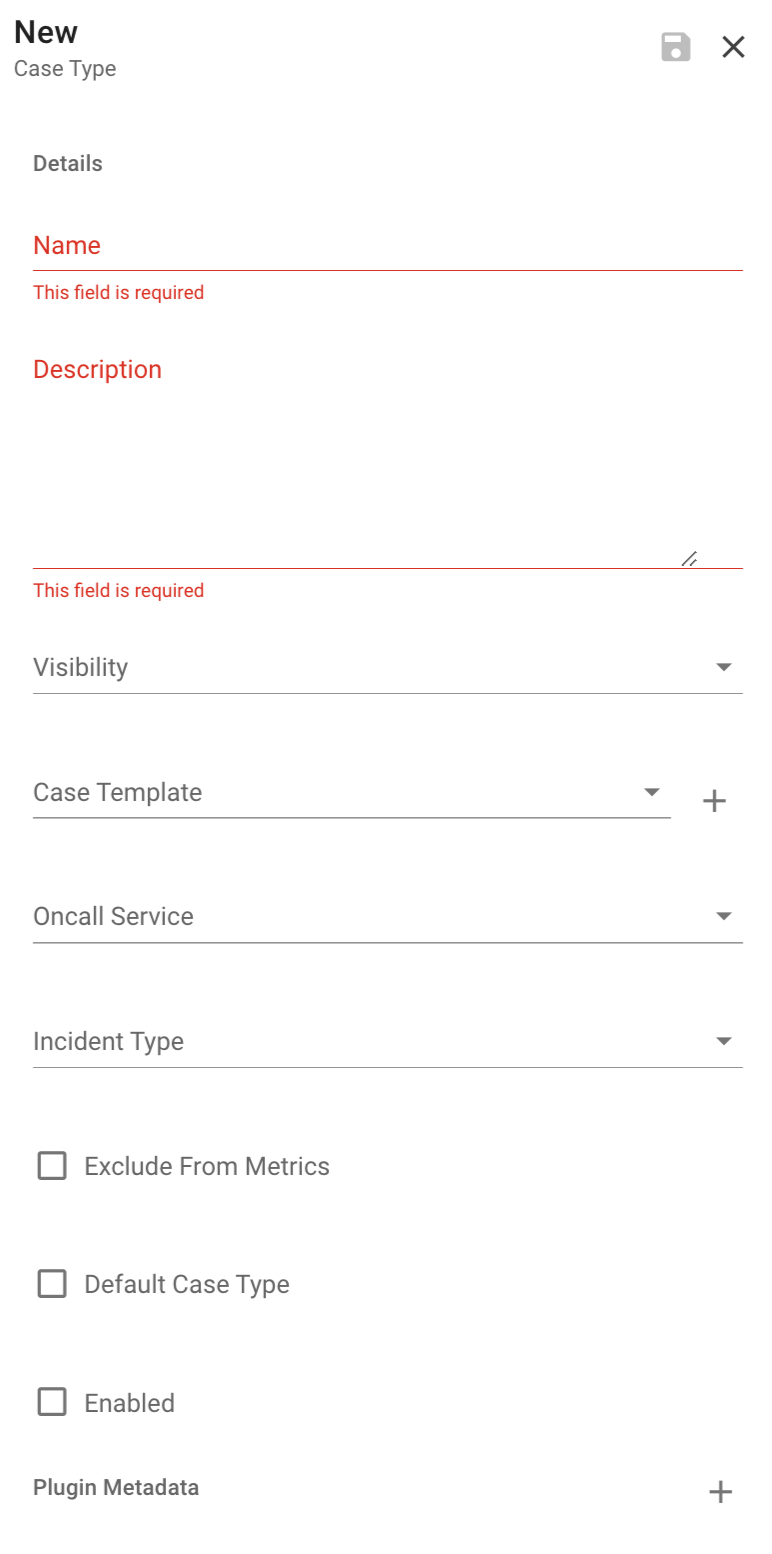 New
Case Type
Details
Name
This field is required
Description
This field is required
Visibility
Case Template
Oncall Service
Incident Type
Exclude From Metrics
Default Case Type
Enabled
Plugin Metadata